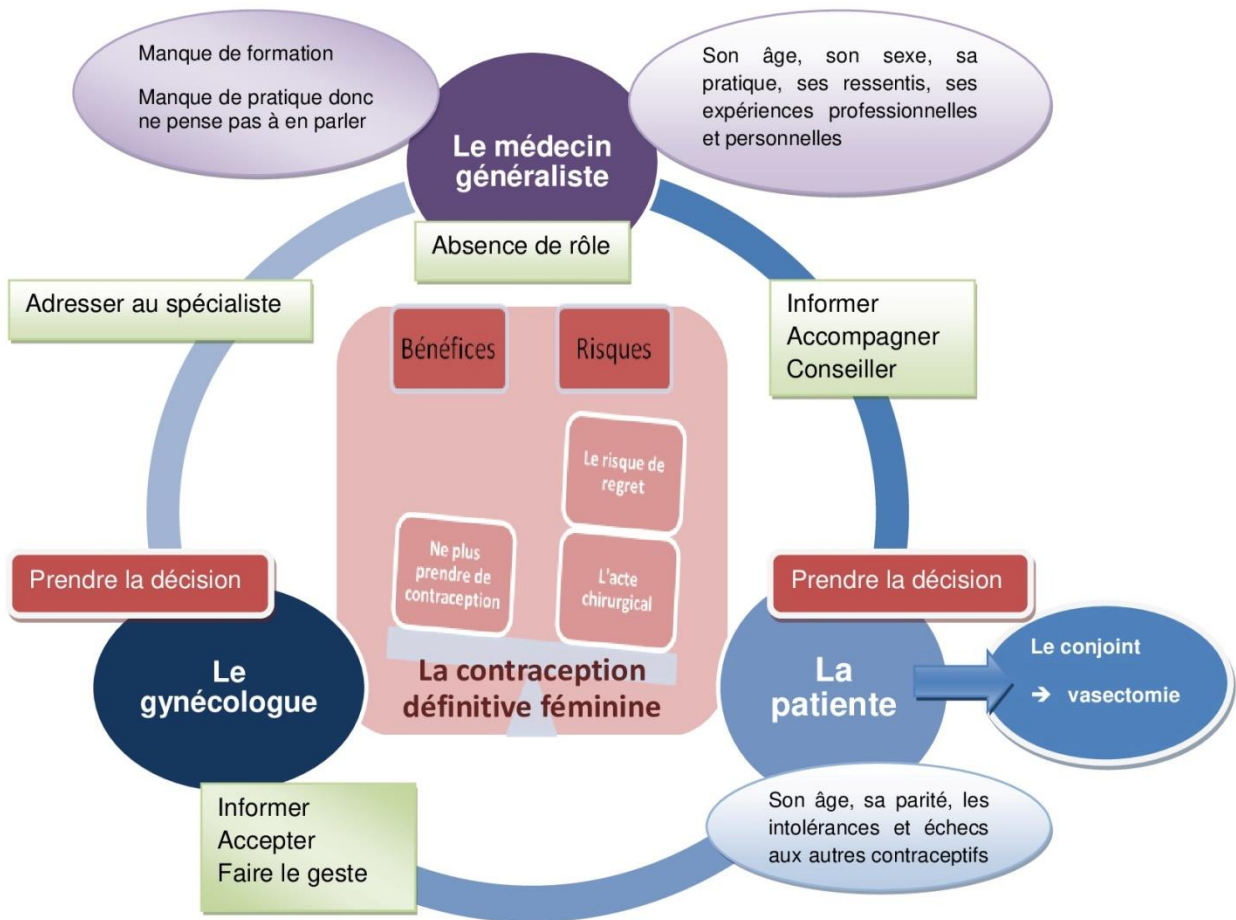 Manque de formation
Manque de pratique donc
ne pense pas à en parler
Son âge, son sexe, sa
pratique, ses ressentis, ses
expériences professionnelles
et personnelles
Le médecin
généraliste
Absence de rôle
Adresser au spécialiste
Informer
Accompagner
Conseiller
Bénéfices
Risques
Le risque de
regret
Ne plus
prendre de
contraception
L'acte
chirurgical
La contraception
définitive féminine
Prendre la décision
Prendre la décision
Le
gynécologue
La
patiente
Le conjoint
➔ vasectomie
Informer
Accepter
Faire le geste
Son âge, sa parité, les
intolérances et échecs
aux autres contraceptifs